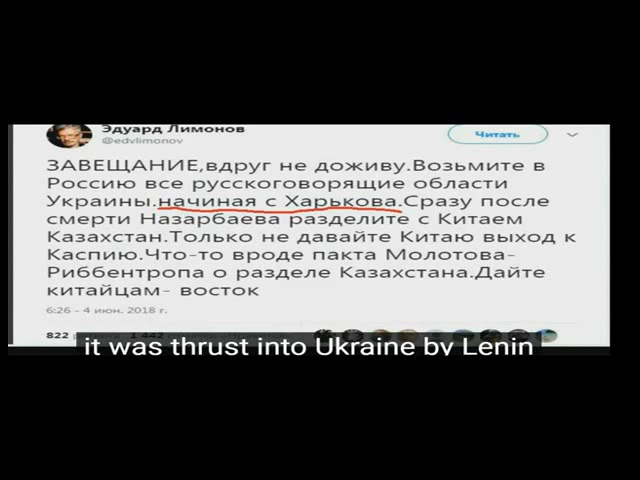 Эдуард Лимонов
@edvlimonov
Читать
ЗАВЕЩАНИЕ,вдруг не доживу.Возьмите в
Россию все русскоговорящие области
Украины.начиная с Харькова.Сразу после
смерти Назарбаева разделите с Китаем
Казахстан.Только не давайте Китаю выход к
Каспию.Что-то вроде пакта Молотова-
Риббентропа о разделе Казахстана.Дайте
китайцам- восток
6:26 - 4 июн. 2018 г.
822
it was thrust into Ukraine by Lenin